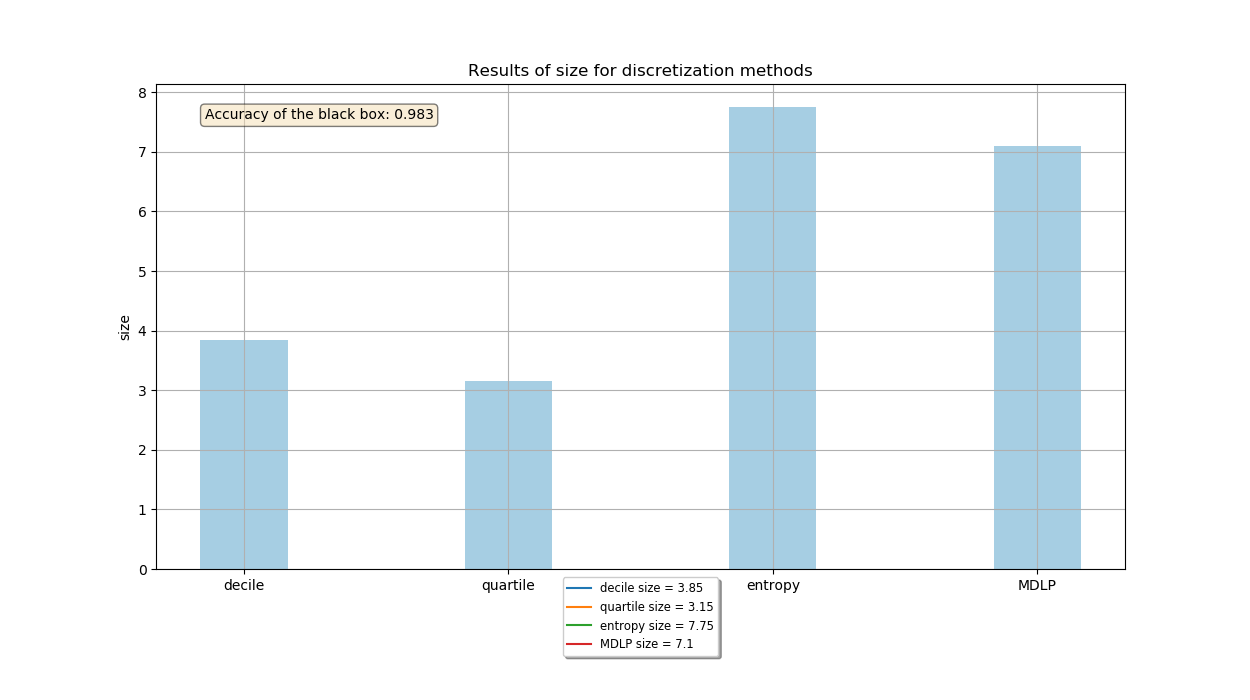 Results of size for discretization methods
Accuracy of the black box: 0.983
8
7
6
5
4
3
2
1
0
size
decile
quartile
entropy
MDLP
decile size = 3.85
quartile size = 3.15
entropy size = 7.75
MDLP size = 7.1